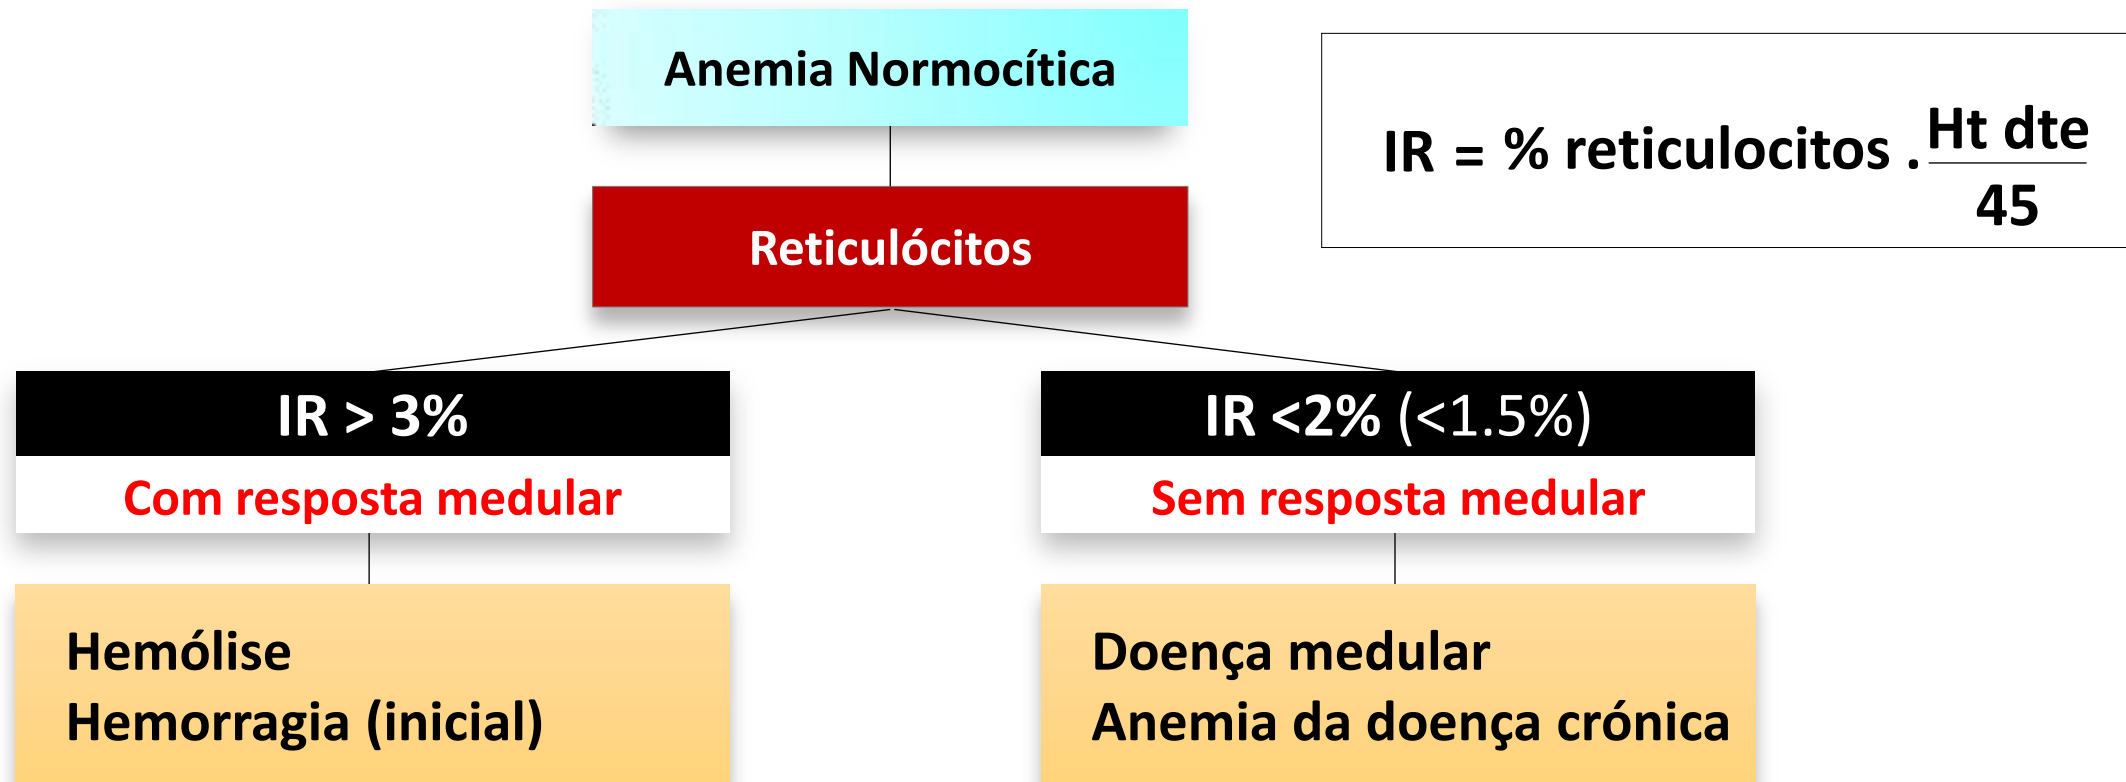 Anemia Normocítica
IR = % reticulocitos . Ht dte
45
Reticulócitos
IR > 3%
Com resposta medular
Hemólise
Hemorragia (inicial)
IR <2% (<1.5%)
Sem resposta medular
Doença medular
Anemia da doença crónica